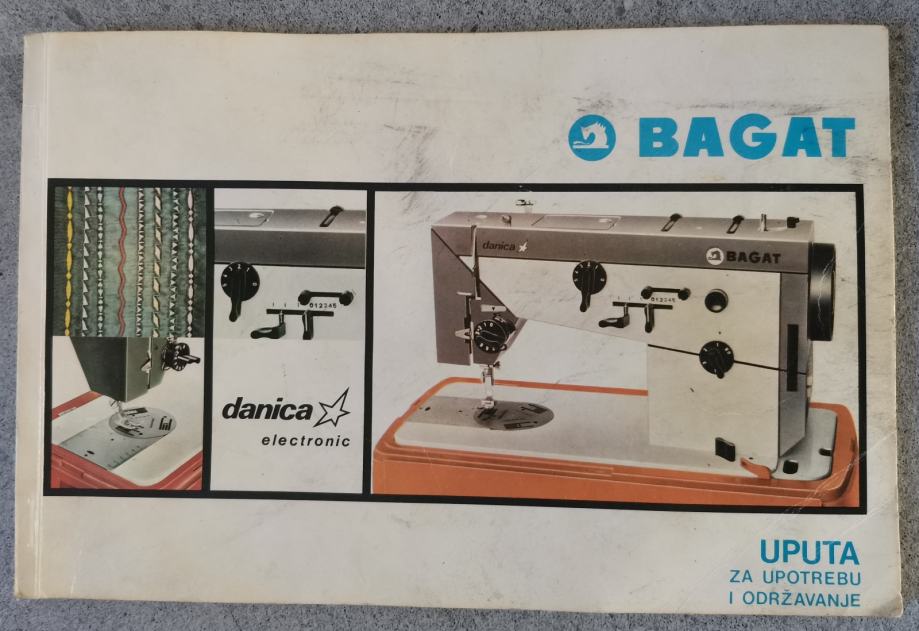 BAGAT
danica
BAGAT
012345
012345
danica
electronic
UPUTA
ZA UPOTREBU
I ODRŽAVANJE